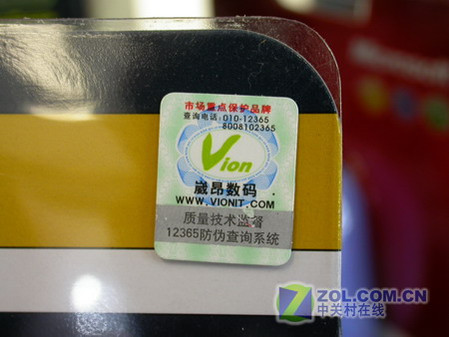 市场重点保护品牌
查询电话:010-12365
8008102365
Vion
崴昂数码
WWW.VIONIT.COM
质量技术监督
12365防伪查询系统
ZOL.COM.CN
中关村在线